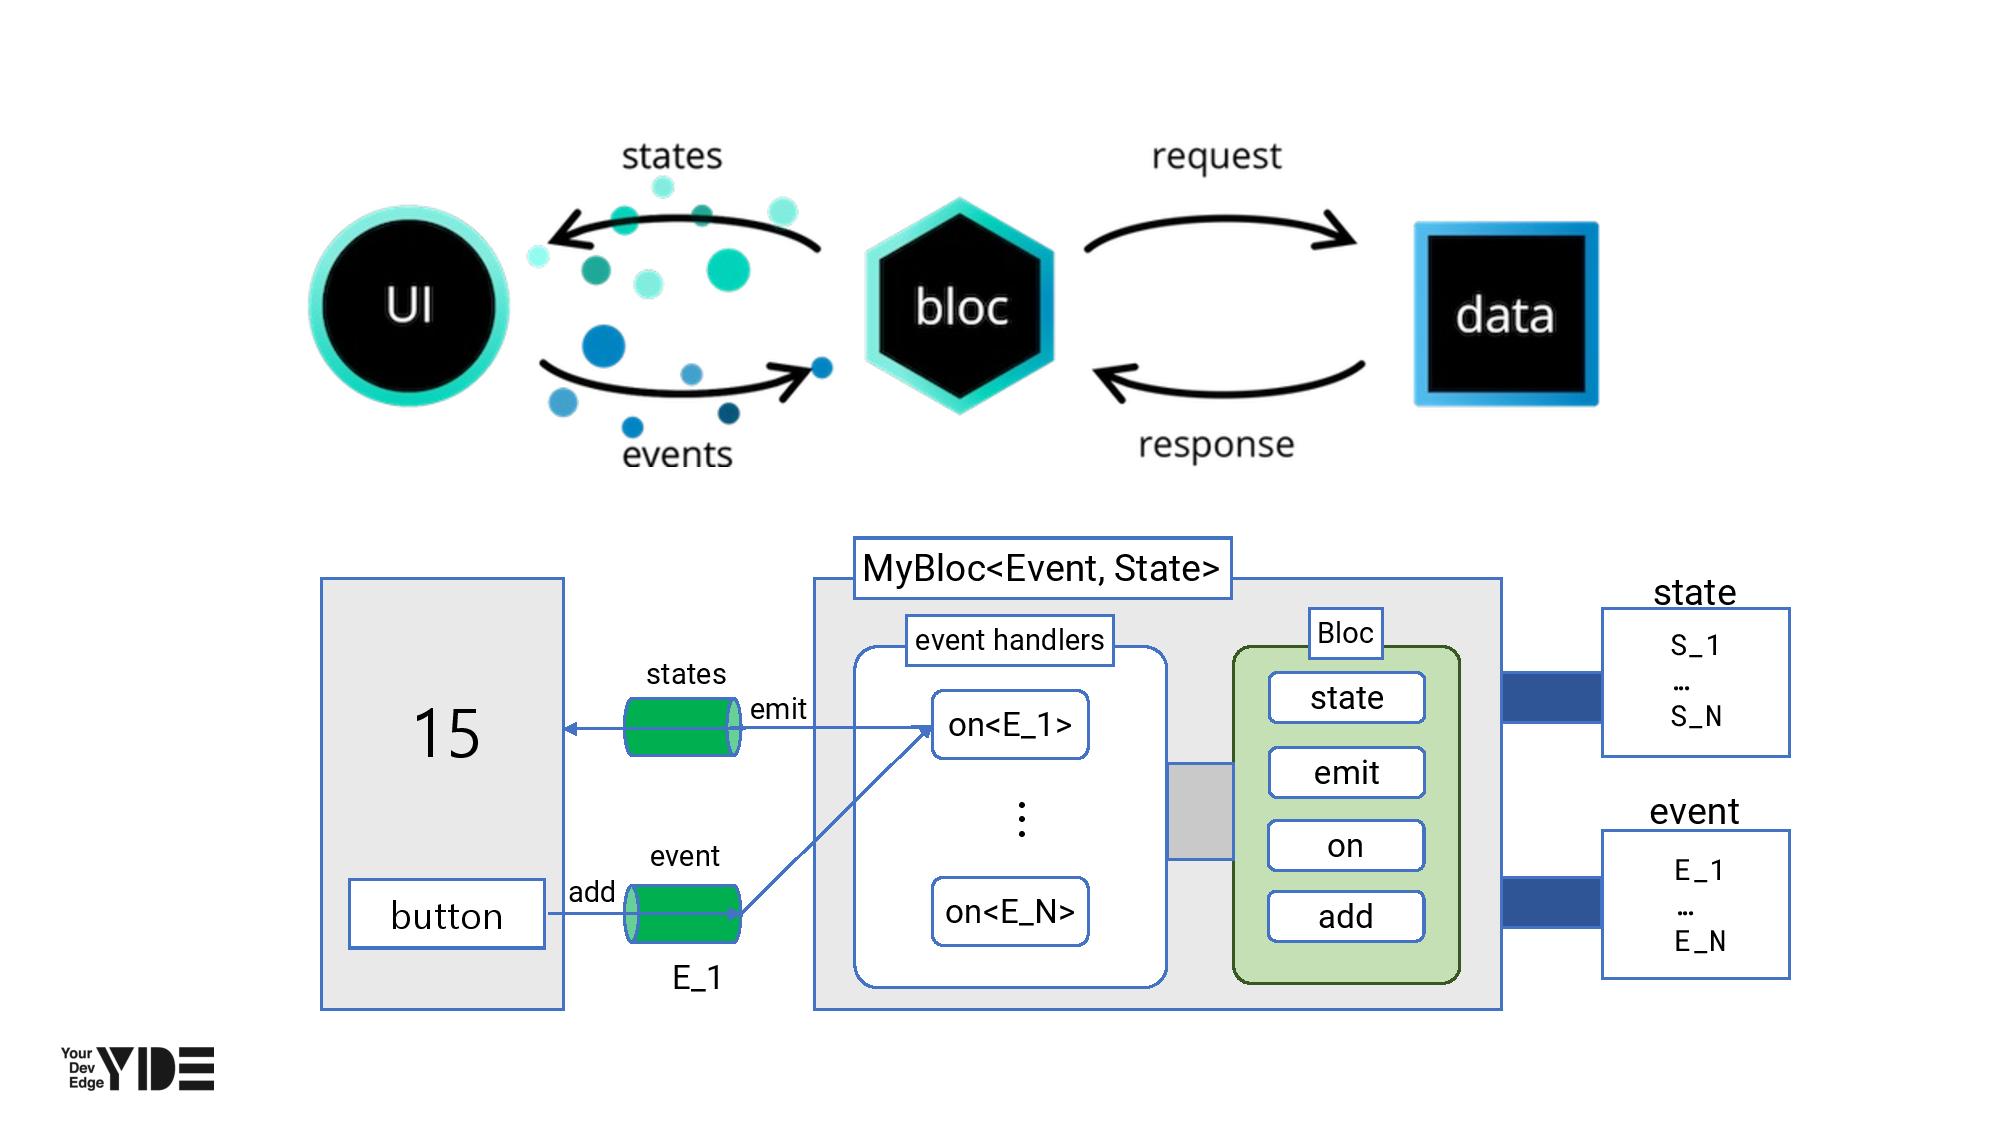 states
request
UI
bloc
data
events
response
MyBloc<Event, State>
state
event handlers
Bloc
S_1
…
S_N
states
emit
on<E_1>
state
15
emit
⋮
event
event
on
E_1
…
E_N
add
button
on<E_N>
add
E_1
Your
Dev
Edge
YIDE